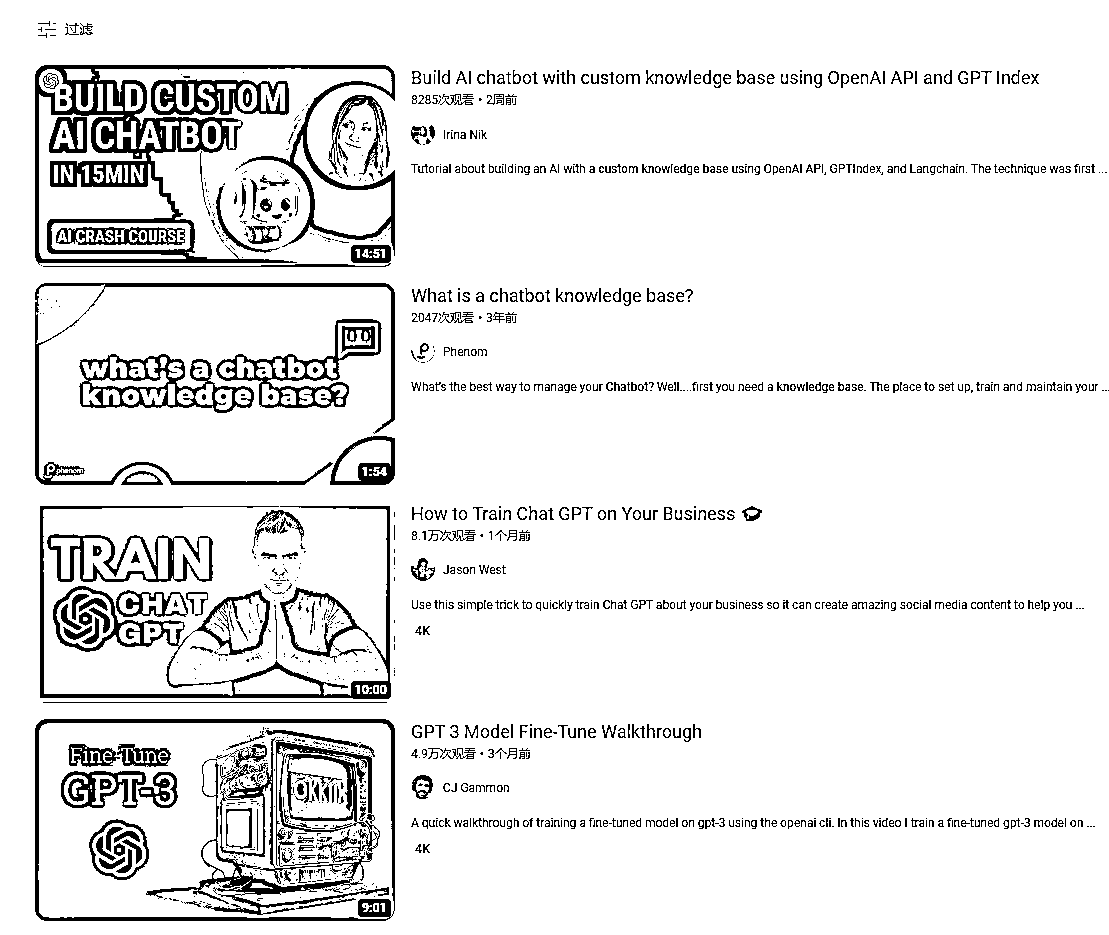 过滤
BUILD CUSTOM
AI CHATBOT
IN 15MIN
AI CRASH COURSE
14:51
Build AI chatbot with custom knowledge base using OpenAI API and GPT Index
8285次观看 • 2周前
Irina Nik
Tutorial about building an AI with a custom knowledge base using OpenAI API, GPTIndex, and Langchain. The technique was first ...
what's a chatbot
knowledge base?
phenom
1:54
What is a chatbot knowledge base?
2047次观看 • 3年前
Phenom
What's the best way to manage your Chatbot? Well....first you need a knowledge base. The place to set up, train and maintain your ...
TRAIN
CHAT
GPT
10:00
How to Train Chat GPT on Your Business
8.1万次观看 • 1个月前
Jason West
Use this simple trick to quickly train Chat GPT about your business so it can create amazing social media content to help you ...
4K
Fine-Tune
GPT-3
9:01
GPT 3 Model Fine-Tune Walkthrough
4.9万次观看 • 3个月前
CJ Gammon
A quick walkthrough of training a fine-tuned model on gpt-3 using the openai cli. In this video I train a fine-tuned gpt-3 model on ...
4K